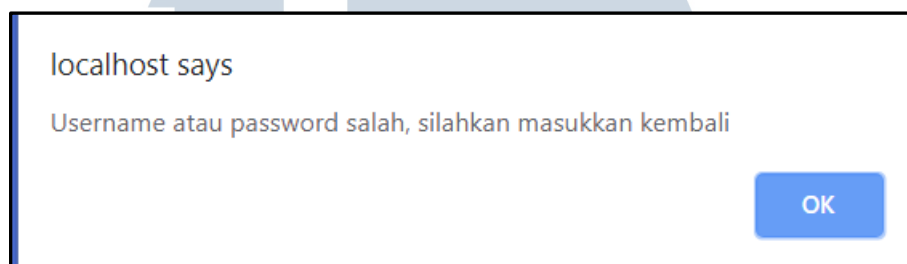 localhost says
Username atau password salah, silahkan masukkan kembali
OK